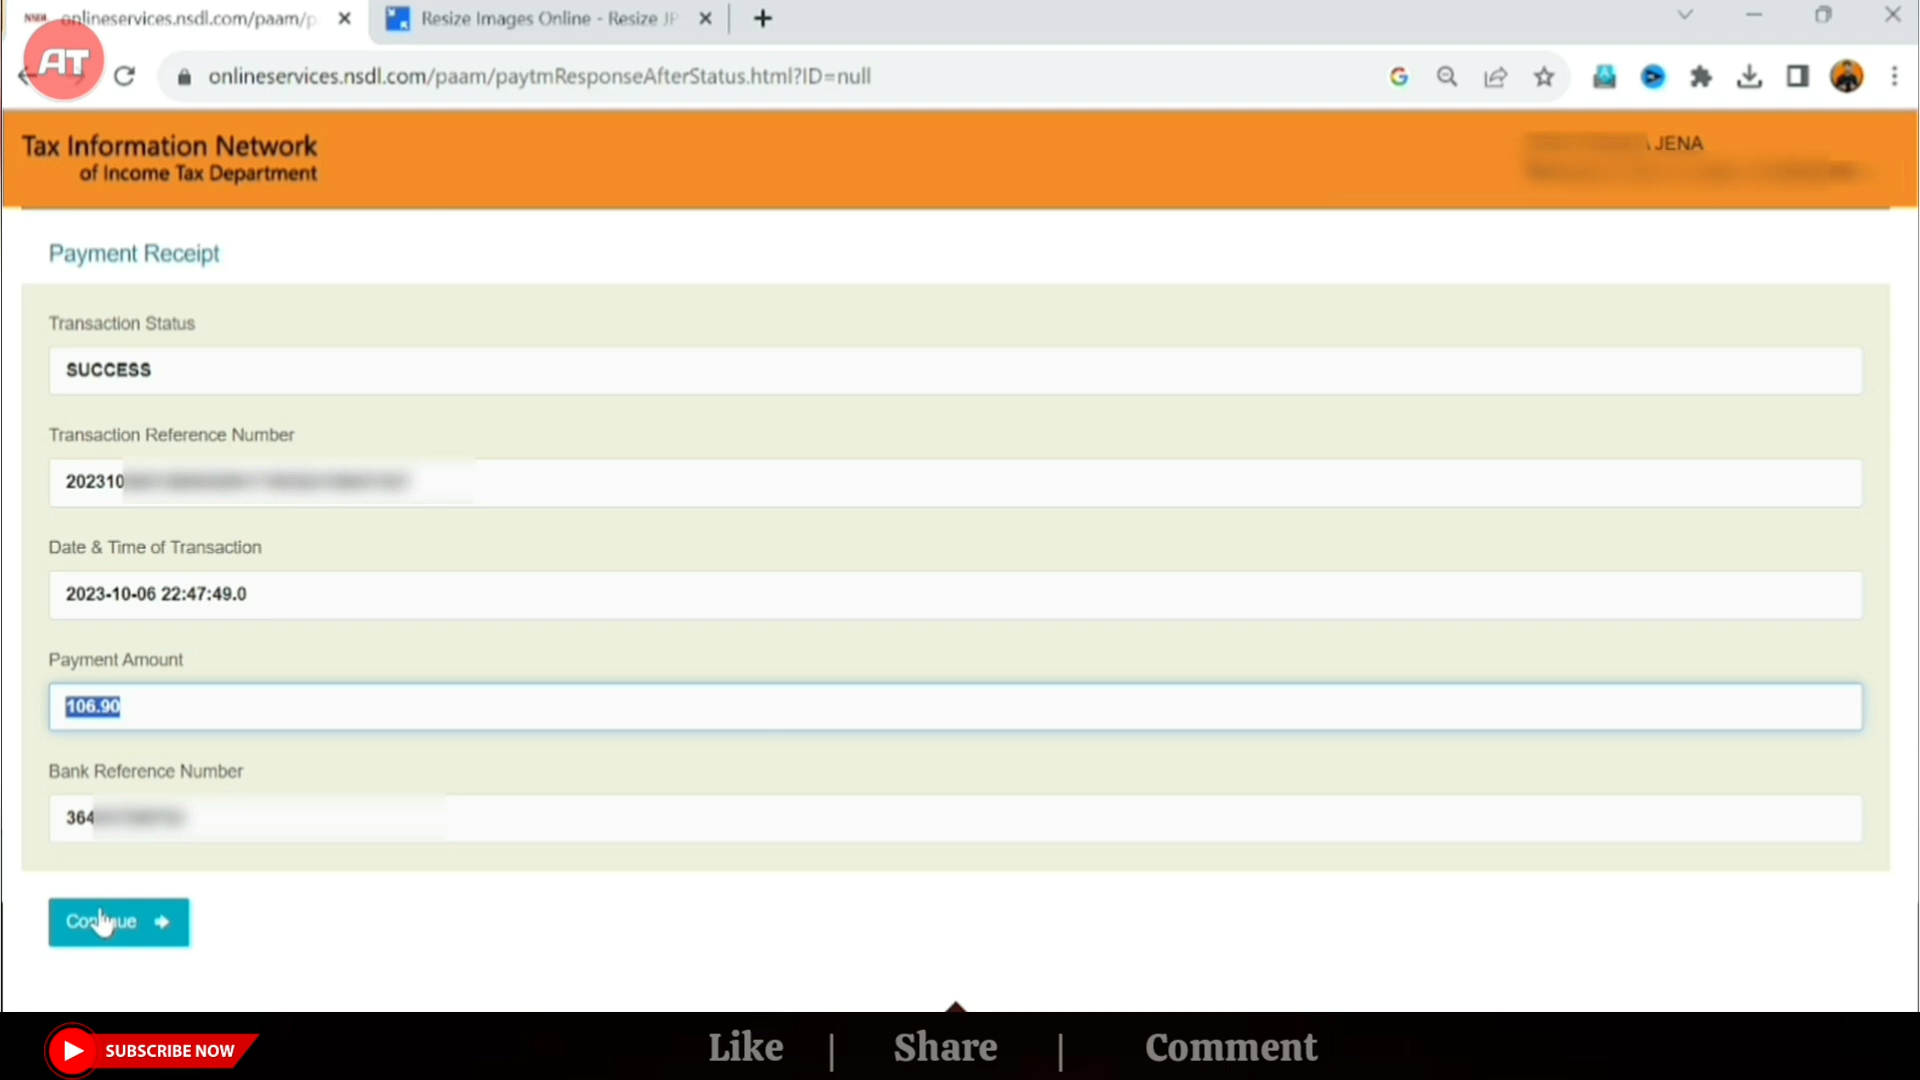 NSDL onlineservices.nsdl.com/paam/p
Resize Images Online - Resize JP
AT
onlineservices.nsdl.com/paam/paytmResponseAfterStatus.html?ID=null
Tax Information Network
of Income Tax Department
JENA
Payment Receipt
Transaction Status
SUCCESS
Transaction Reference Number
202310
Date & Time of Transaction
2023-10-06 22:47:49.0
Payment Amount
106.90
Bank Reference Number
364
Continue
SUBSCRIBE NOW
Like | Share | Comment